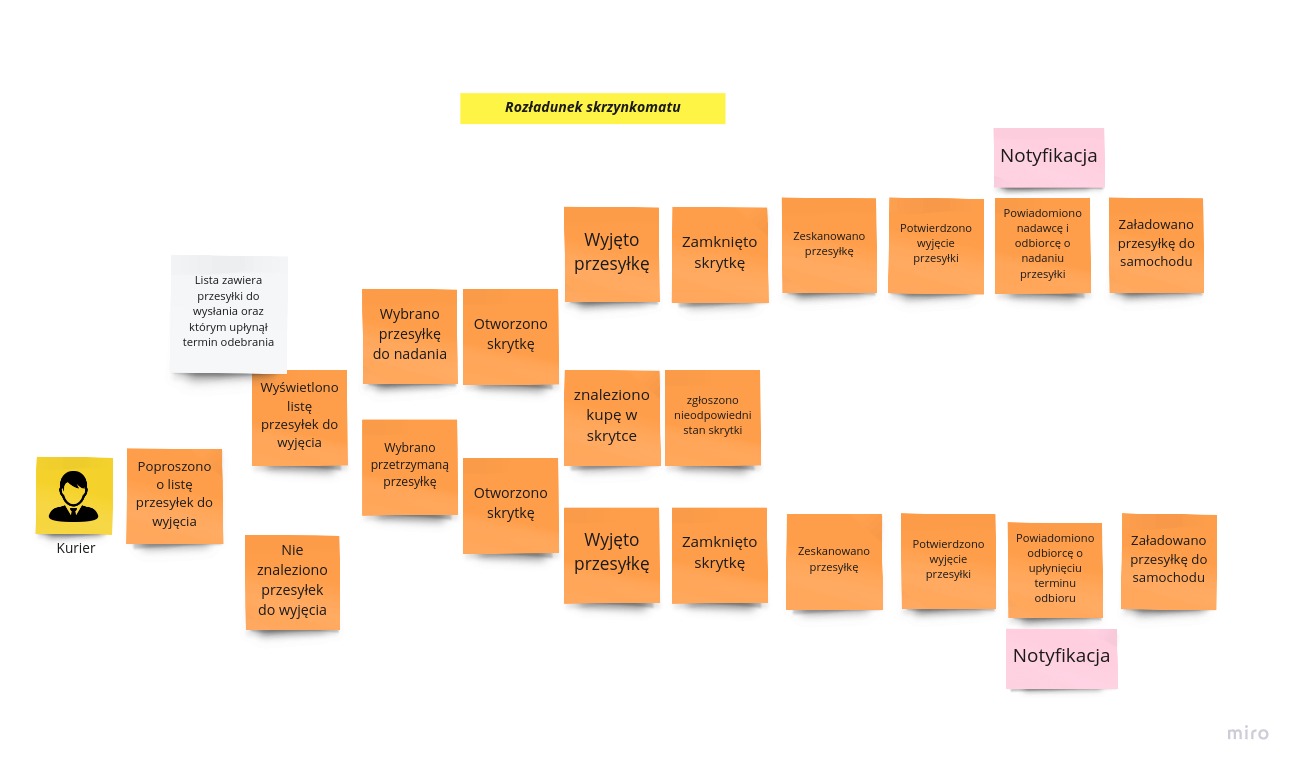 Rozładunek skrzynkomatu
Notyfikacja
Wyjęto
przesyłkę
Zamknięto
skrytkę
Zeskanowano
przesyłkę
Potwierdzono
wyjęcie
przesyłki
Powiadomiono
nadawcę i
odbiorcę o
nadaniu
przesyłki
Załadowano
przesyłkę do
samochodu
Lista zawiera
przesyłki do
wysłania oraz
którym upłynął
termin odebrania
Wybrano
przesyłkę
do nadania
Otworzono
skrytkę
Wyświetlono
listę
przesyłek do
wyjęcia
znaleziono
kupę w
skrytce
zgłoszono
nieodpowiedni
stan skrytki
Wybrano
przetrzymaną
przesyłkę
Otworzono
skrytkę
Kurier
Poproszono
o listę
przesyłek do
wyjęcia
Nie
znaleziono
przesyłek
do wyjęcia
Wyjęto
przesyłkę
Zamknięto
skrytkę
Zeskanowano
przesyłkę
Potwierdzono
wyjęcie
przesyłki
Powiadomiono
odbiorcę o
upłynięciu
terminu
odbioru
Załadowano
przesyłkę do
samochodu
Notyfikacja
miro